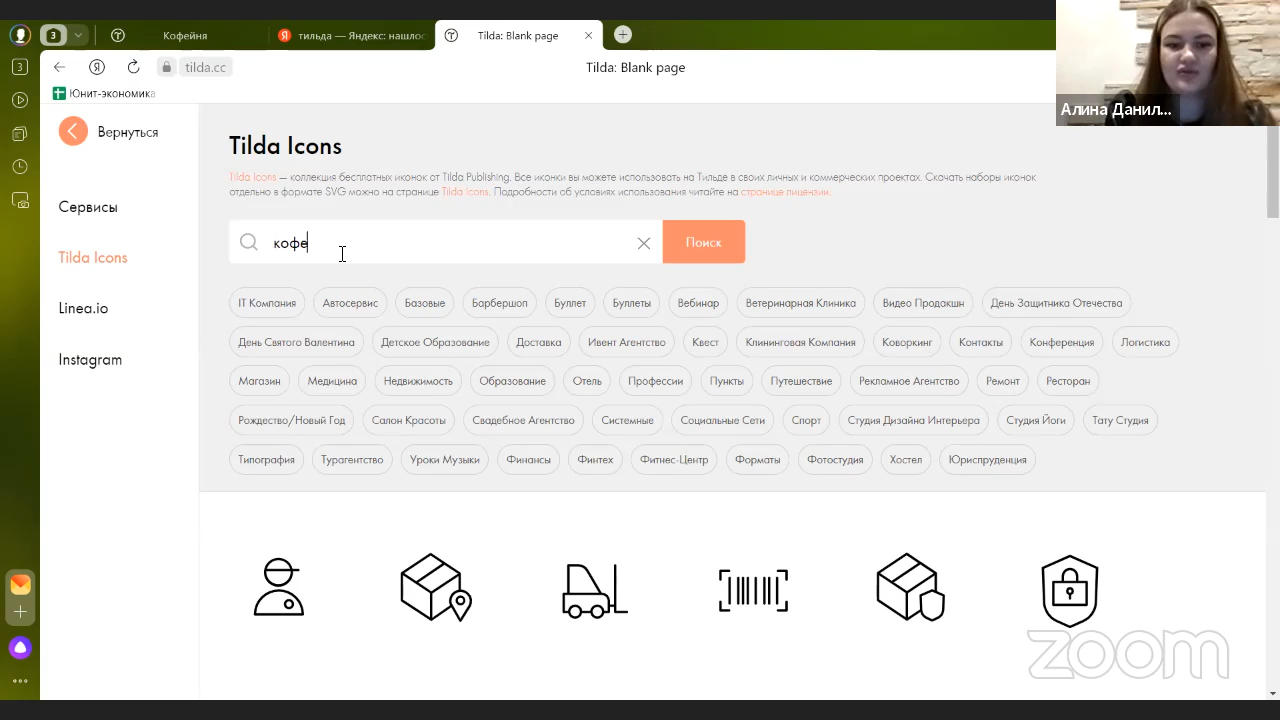 3
Кофейня
тильда — Яндекс: нашлос
Tilda: Blank page
tilda.cc
Tilda: Blank page
3
Юнит-экономика
Алина Данил...
Вернуться
Сервисы
Tilda Icons
Linea.io
Instagram
Tilda Icons
Tilda Icons — коллекция бесплатных иконок от Tilda Publishing. Все иконки вы можете использовать на Тильде в своих личных и коммерческих проектах. Скачать наборы иконок
отдельно в формате SVG можно на странице Tilda Icons. Подробности об условиях использования читайте на странице лицензии.
кофе
Поиск
IT Компания Автосервис Базовые Барбершоп Буллет Буллеты Вебинар Ветеринарная Клиника Видео Продакшн День Защитника Отечества
День Святого Валентина Детское Образование Доставка Ивент Агентство Квест Клининговая Компания Коворкинг Контакты Конференция Логистика
Магазин Медицина Недвижимость Образование Отель Профессии Пункты Путешествие Рекламное Агентство Ремонт Ресторан
Рождество/Новый Год Салон Красоты Свадебное Агентство Системные Социальные Сети Спорт Студия Дизайна Интерьера Студия Йоги Тату Студия
Типография Турагентство Уроки Музыки Финансы Финтех Фитнес-Центр Форматы Фотостудия Хостел Юриспруденция
zoom